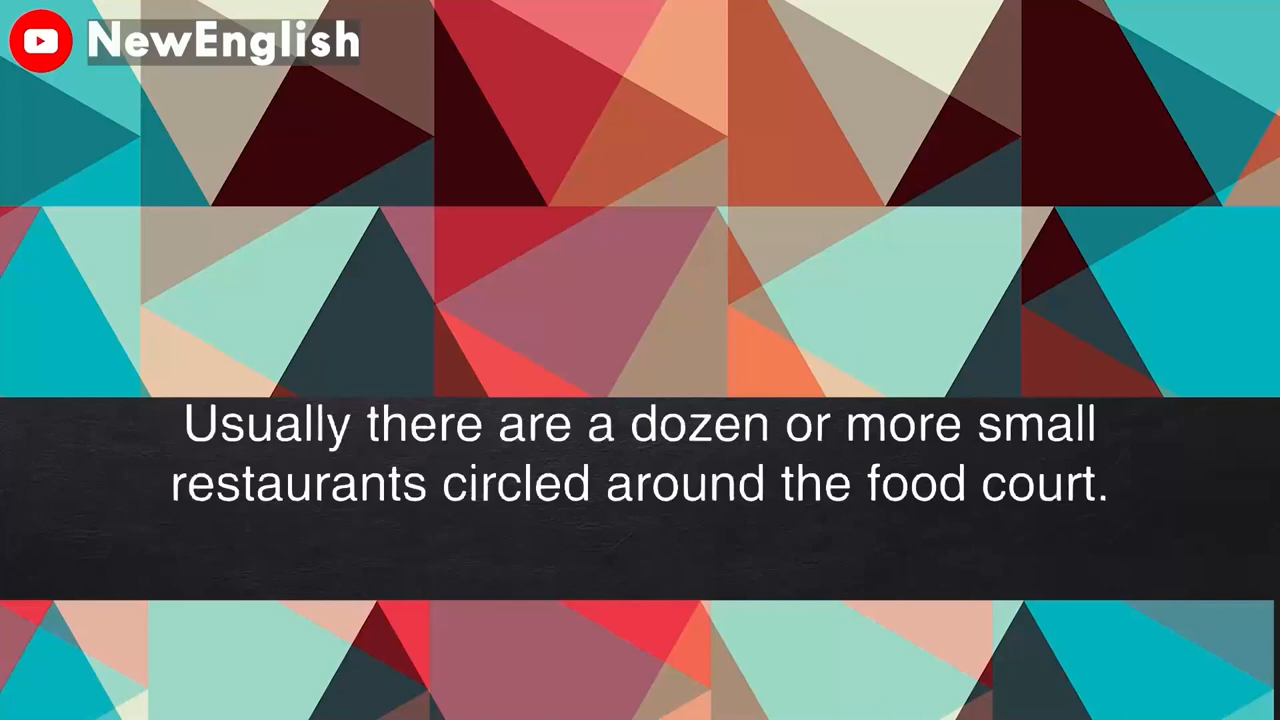 NewEnglish
Usually there are a dozen or more small
restaurants circled around the food court.